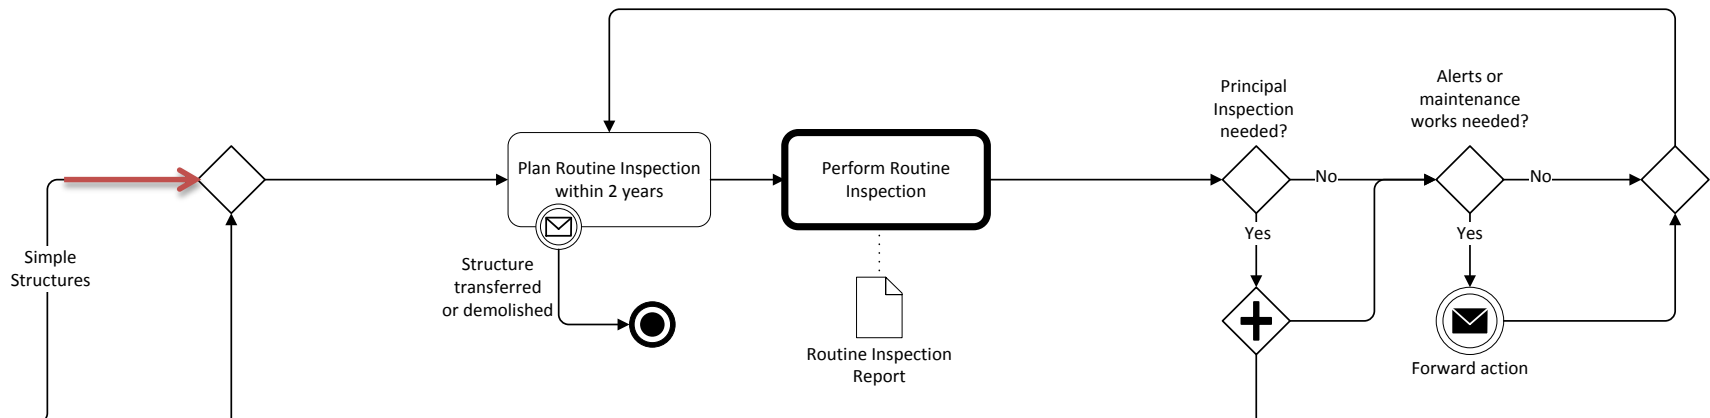 Simple
Structures
Plan Routine Inspection
within 2 years
Structure
transferred
or demolished
Perform Routine
Inspection
Routine Inspection
Report
Principal
Inspection
needed?
No
Yes
Alerts or
maintenance
works needed?
No
Yes
Forward action